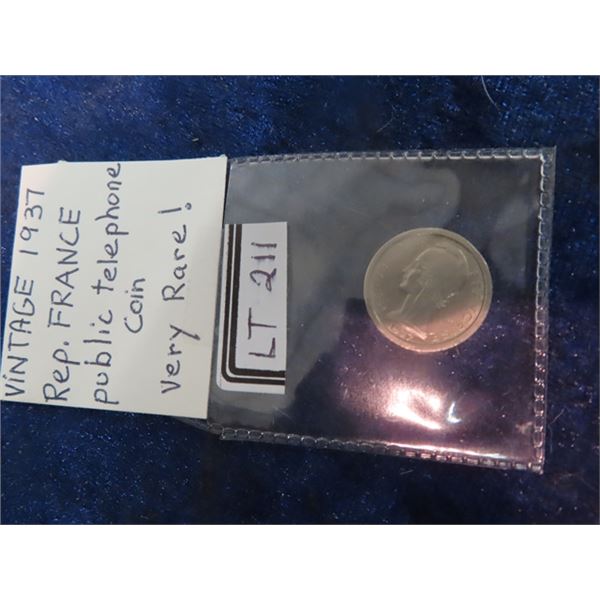 VINTAGE 1937
Rep. FRANCE
public telephone
coin
Very Rare!
LT 211